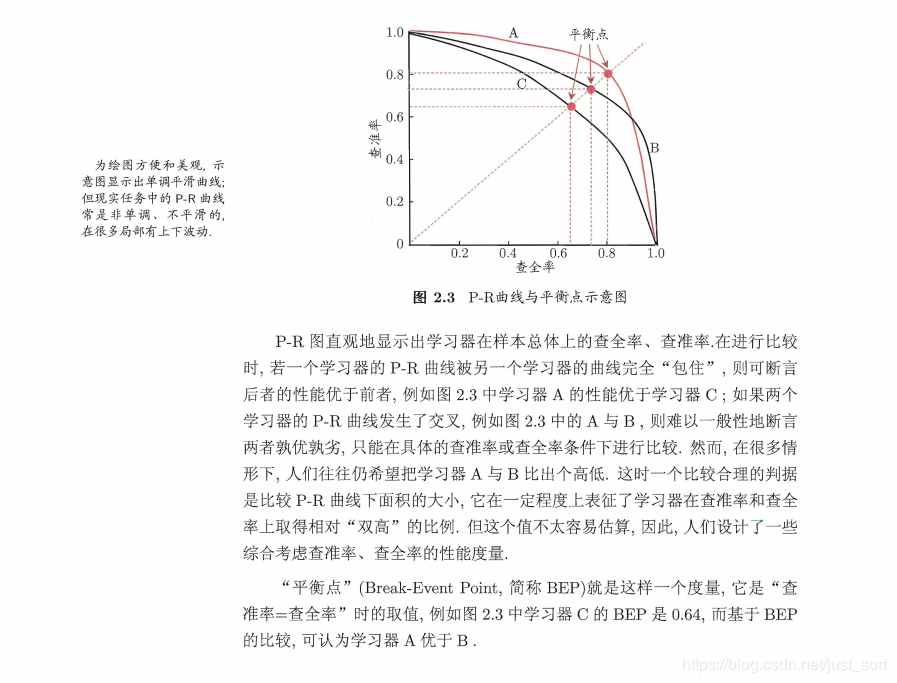 1.0
A
平衡点
0.8
C
0.6
查准率
B
0.4
0.2
0
0.2 0.4 0.6 0.8 1.0
查全率
为绘图方便和美观, 示
意图显示出单调平滑曲线;
但现实任务中的 P-R 曲线
常是非单调、不平滑的,
在很多局部有上下波动.
图 2.3 P-R曲线与平衡点示意图
P-R 图直观地显示出学习器在样本总体上的查全率、查准率.在进行比较
时, 若一个学习器的 P-R 曲线被另一个学习器的曲线完全“包住”, 则可断言
后者的性能优于前者, 例如图 2.3 中学习器 A 的性能优于学习器 C ; 如果两个
学习器的 P-R 曲线发生了交叉, 例如图 2.3 中的 A 与 B , 则难以一般性地断言
两者孰优孰劣, 只能在具体的查准率或查全率条件下进行比较. 然而, 在很多情
形下, 人们往往仍希望把学习器 A 与 B 比出个高低. 这时一个比较合理的判据
是比较 P-R 曲线下面积的大小, 它在一定程度上表征了学习器在查准率和查全
率上取得相对“双高”的比例. 但这个值不太容易估算, 因此, 人们设计了一些
综合考虑查准率、查全率的性能度量.
“平衡点”(Break-Event Point, 简称 BEP)就是这样一个度量, 它是“查
准率=查全率”时的取值, 例如图 2.3 中学习器 C 的 BEP 是 0.64, 而基于 BEP
的比较, 可认为学习器 A 优于 B .
https://blog.csdn.net/just_sort